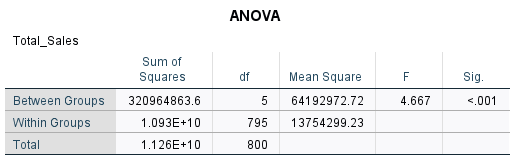 ANOVA
Total_Sales
Sum of Squares df Mean Square F Sig.
Between Groups 320964863.6 5 64192972.72 4.667 <.001
Within Groups 1.093E+10 795 13754299.23
Total 1.126E+10 800